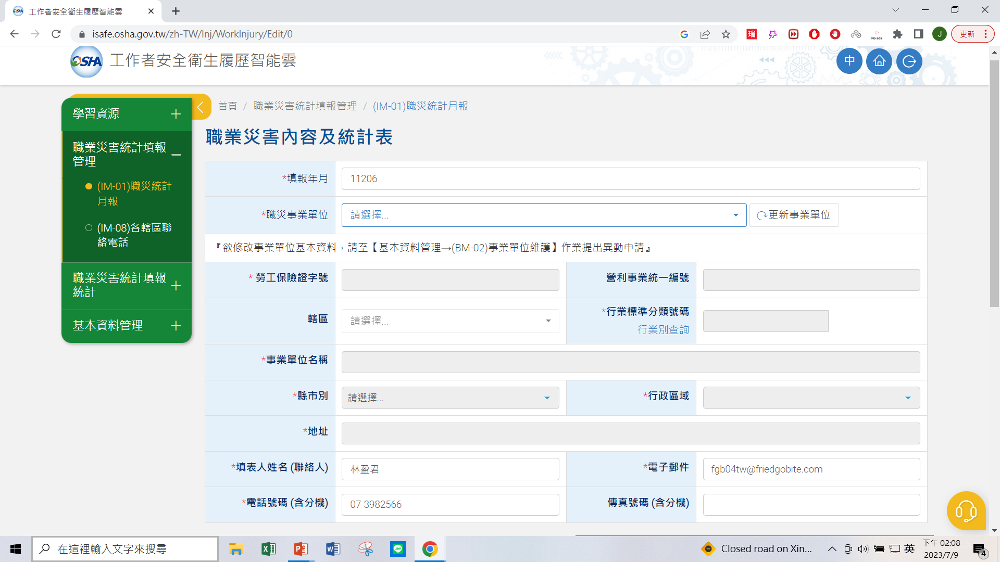 工作者安全衛生履歷智能雲
isafe.osha.gov.tw/zh-TW/Inj/WorkInjury/Edit/0
瑞
No ads
J
更新
OSHA
工作者安全衛生履歷智能雲
中
學習資源
職業災害統計填報
管理
(IM-01)職災統計
月報
(IM-08)各轄區聯
絡電話
職業災害統計填報
統計
基本資料管理
首頁 / 職業災害統計填報管理 / (IM-01)職災統計月報
職業災害內容及統計表
*填報年月
11206
*職災事業單位
請選擇...
更新事業單位
『欲修改事業單位基本資料，請至【基本資料管理→(BM-02)事業單位維護】作業提出異動申請』
* 勞工保險證字號
營利事業統一編號
轄區
請選擇...
*行業標準分類號碼
行業別查詢
*事業單位名稱
*縣市別
請選擇...
*行政區域
*地址
*填表人姓名 (聯絡人)
林盈君
*電子郵件
fgb04tw@friedgobite.com
*電話號碼 (含分機)
07-3982566
傳真號碼 (含分機)
在這裡輸入文字來搜尋
Closed road on Xin...
英
下午 02:08
2023/7/9
4